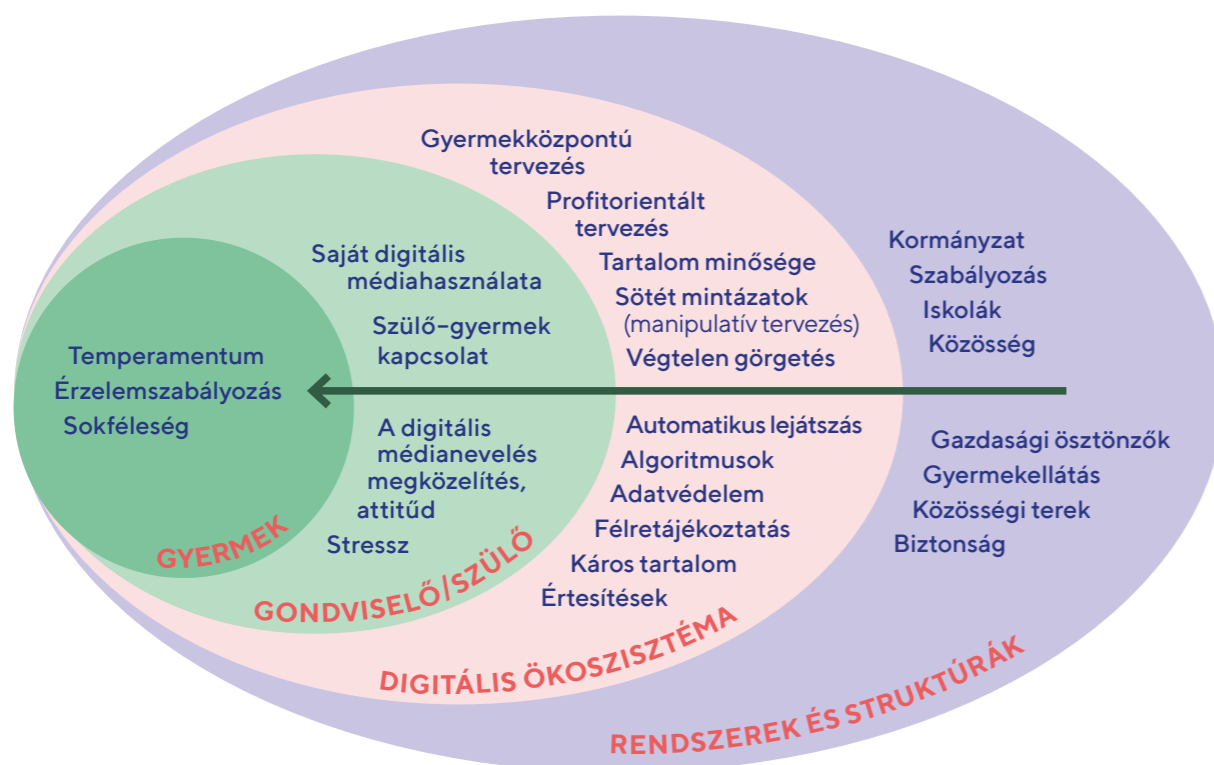 Temperamentum
Érzelemszabályozás
Sokféleség
GYERMEK
Saját digitális
médiahasználata
Szülő–gyermek
kapcsolat
A digitális
médianevelés
megközelítés,
attitűd
Stressz
GONDVISELŐ/SZÜLŐ
Gyermekközpontú
tervezés
Profitorientált
tervezés
Tartalom minősége
Sötét mintázatok
(manipulatív tervezés)
Végtelen görgetés
Automatikus lejátszás
Algoritmusok
Adatvédelem
Félretájékoztatás
Káros tartalom
Értesítések
DIGITÁLIS ÖKOSZISZTÉMA
Kormányzat
Szabályozás
Iskolák
Közösség
Gazdasági ösztönzők
Gyermekellátás
Közösségi terek
Biztonság
RENDSZEREK ÉS STRUKTÚRÁK